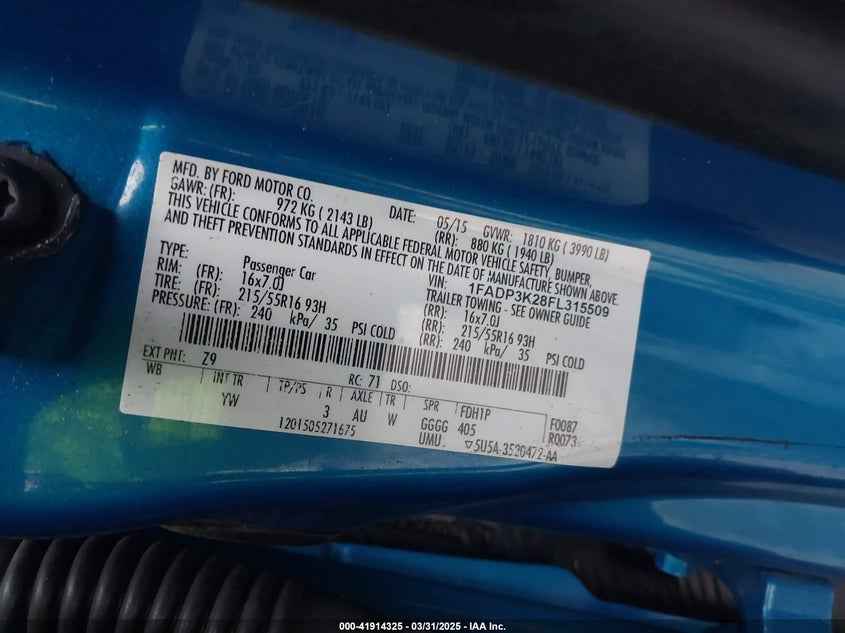 MFD. BY FORD MOTOR CO.
DATE: 05/15 GVWR: 1810 KG ( 3990 LB)
GAWR:(FR): 972 KG ( 2143 LB) (RR): 880 KG ( 1940 LB)
THIS VEHICLE CONFORMS TO ALL APPLICABLE FEDERAL MOTOR VEHICLE SAFETY, BUMPER,
AND THEFT PREVENTION STANDARDS IN EFFECT ON THE DATE OF MANUFACTURE SHOWN ABOVE.
VIN: 1FADP3K28FL315509
TYPE: Passenger Car TRAILER TOWING - SEE OWNER GUIDE
RIM: (FR): 16x7.0J (RR): 16x7.0J
TIRE: (FR): 215/55R16 93H (RR): 215/55R16 93H
PRESSURE: (FR): 240 kPa/ 35 PSI COLD (RR): 240 kPa/ 35 PSI COLD
EXT PNT: Z9 RC: 71 DSO:
WB INT TR TP/PS R AXLE TR SPR FDH1P F0087
YW 3 AU W GGGG 405 R0073
1201505271675 UMU ▽5U5A-3520472-AA
000-41914325 - 03/31/2025 - IAA Inc.